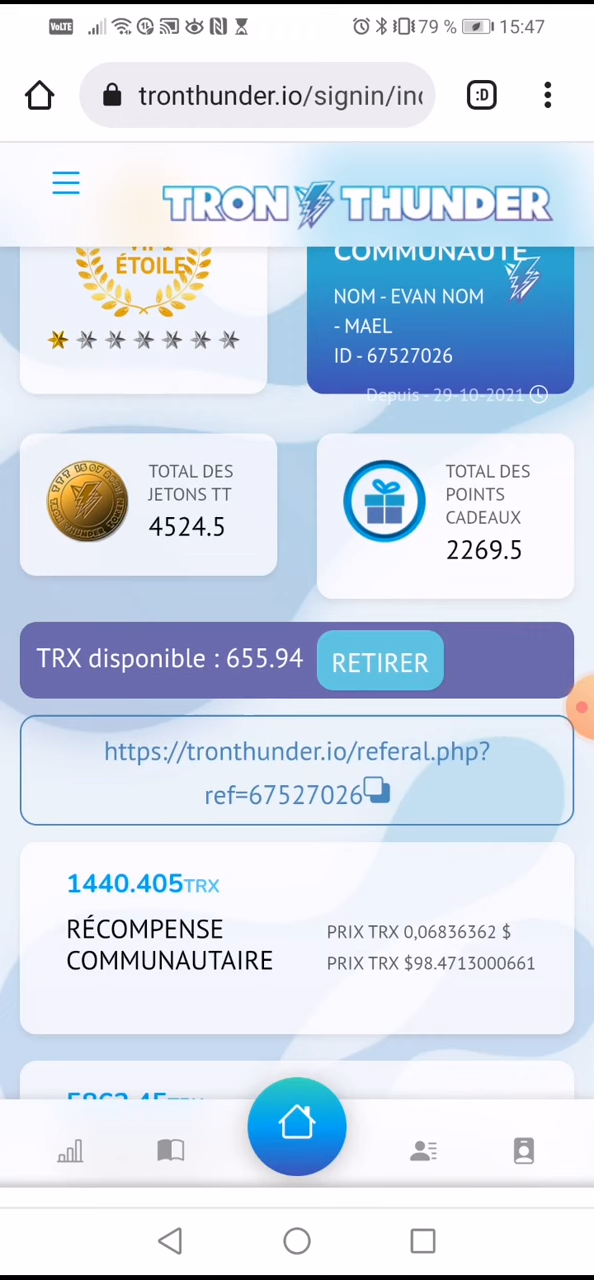 VoLTE
79 %
15:47
tronthunder.io/signin/in
:D
TRON THUNDER
ÉTOILE
COMMUNAUTÉ
NOM - EVAN NOM
- MAEL
ID - 67527026
Depuis - 29-10-2021
TOTAL DES
JETONS TT
4524.5
TOTAL DES
POINTS
CADEAUX
2269.5
TRX disponible : 655.94
RETIRER
https://tronthunder.io/referal.php?
ref=67527026
1440.405TRX
RÉCOMPENSE
COMMUNAUTAIRE
PRIX TRX 0,06836362 $
PRIX TRX $98.4713000661